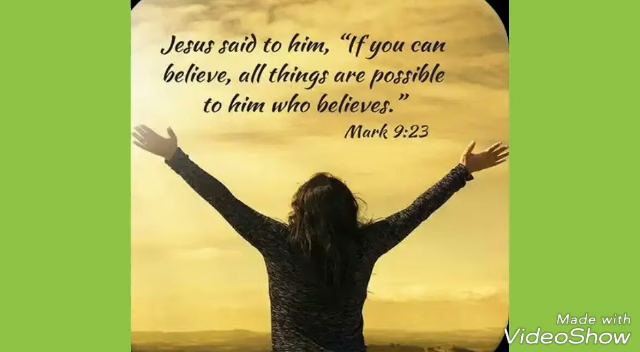 Jesus said to him, “If you can
believe, all things are possible
to him who believes.”
Mark 9:23
Made with
VideoShow